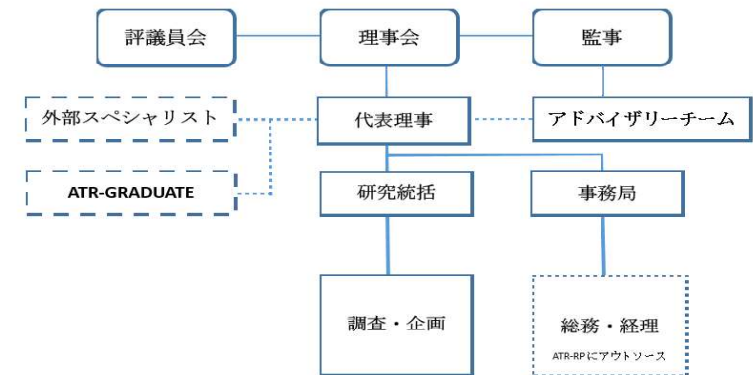 評議員会
理事会
監事
外部スペシャリスト
代表理事
アドバイザリーチーム
ATR-GRADUATE
研究統括
事務局
調査・企画
総務・経理
ATR-RPにアウトソース